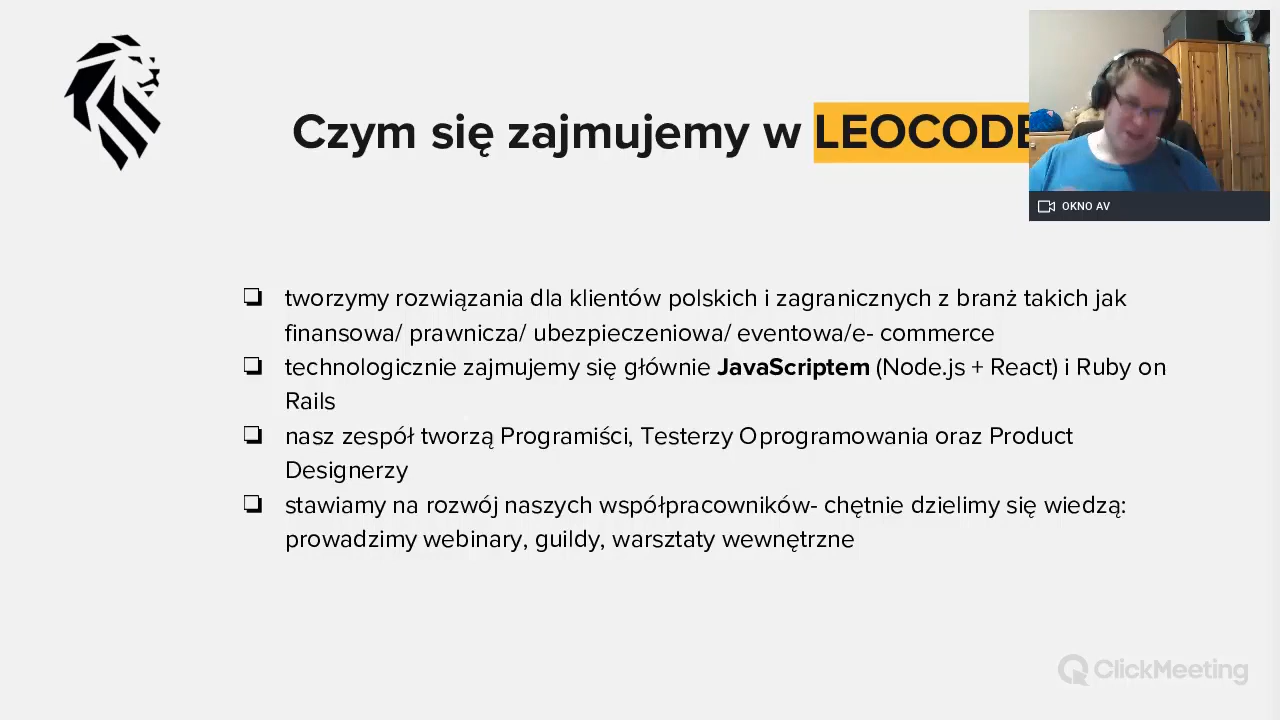 Czym się zajmujemy w LEOCODE
OKNO AV
❏ tworzymy rozwiązania dla klientów polskich i zagranicznych z branż takich jak
finansowa/ prawnicza/ ubezpieczeniowa/ eventowa/e- commerce
❏ technologicznie zajmujemy się głównie JavaScriptem (Node.js + React) i Ruby on
Rails
❏ nasz zespół tworzą Programiści, Testerzy Oprogramowania oraz Product
Designerzy
❏ stawiamy na rozwój naszych współpracowników- chętnie dzielimy się wiedzą:
prowadzimy webinary, guildy, warsztaty wewnętrzne
ClickMeeting